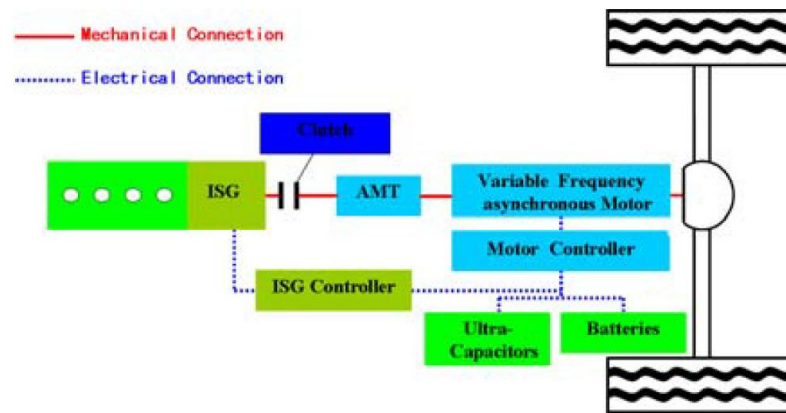 Mechanical Connection
Electrical Connection
Clutch
ISG
AMT
Variable Frequency
asynchronous Motor
Motor Controller
ISG Controller
Ultra-
Capacitors
Batteries